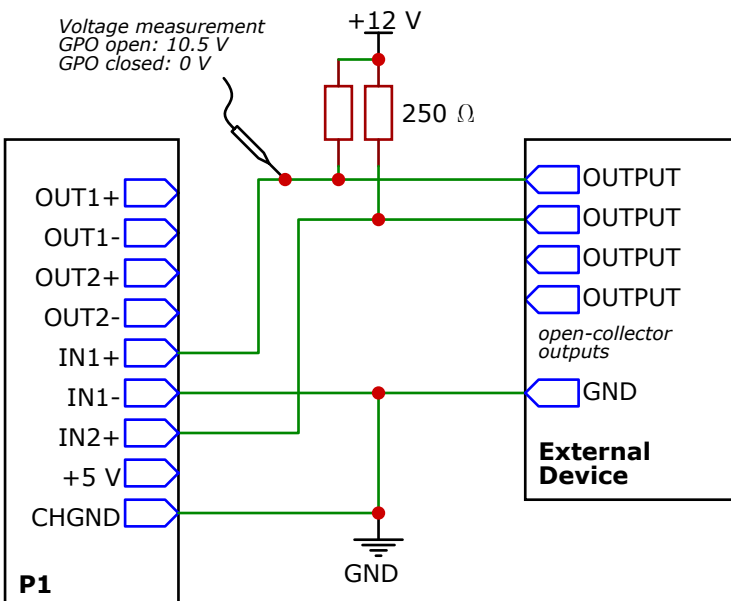 Voltage measurement
GPO open: 10.5 V
GPO closed: 0 V
+12 V
250 Ω
OUT1+
OUT1-
OUT2+
OUT2-
IN1+
IN1-
IN2+
+5 V
CHGND
P1
OUTPUT
OUTPUT
OUTPUT
OUTPUT
open-collector
outputs
GND
External
Device
GND